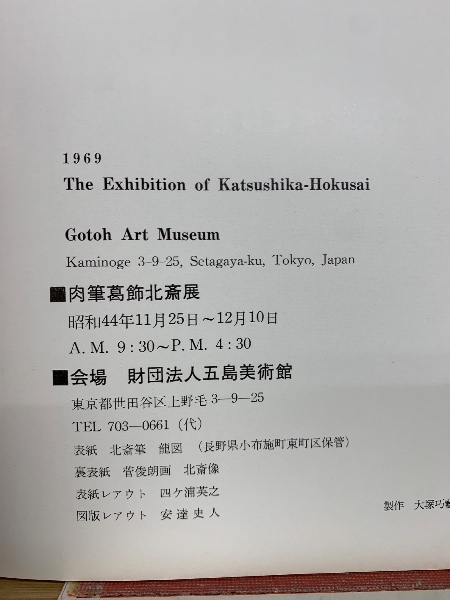 1969
The Exhibition of Katsushika-Hokusai
Gotoh Art Museum
Kaminoge 3-9-25, Setagaya-ku, Tokyo, Japan
■肉筆葛飾北斎展
昭和44年11月25日～12月10日
A.M. 9:30～P.M. 4:30
■会場 財団法人五島美術館
東京都世田谷区上野毛3―9―25
TEL 703―0661 (代)
表紙 北斎筆 龍図 (長野県小布施町東町区保管)
裏表紙 菅俊朗画 北斎像
表紙レアウト 四ケ浦英之
図版レアウト 安達史人
製作 大塚巧